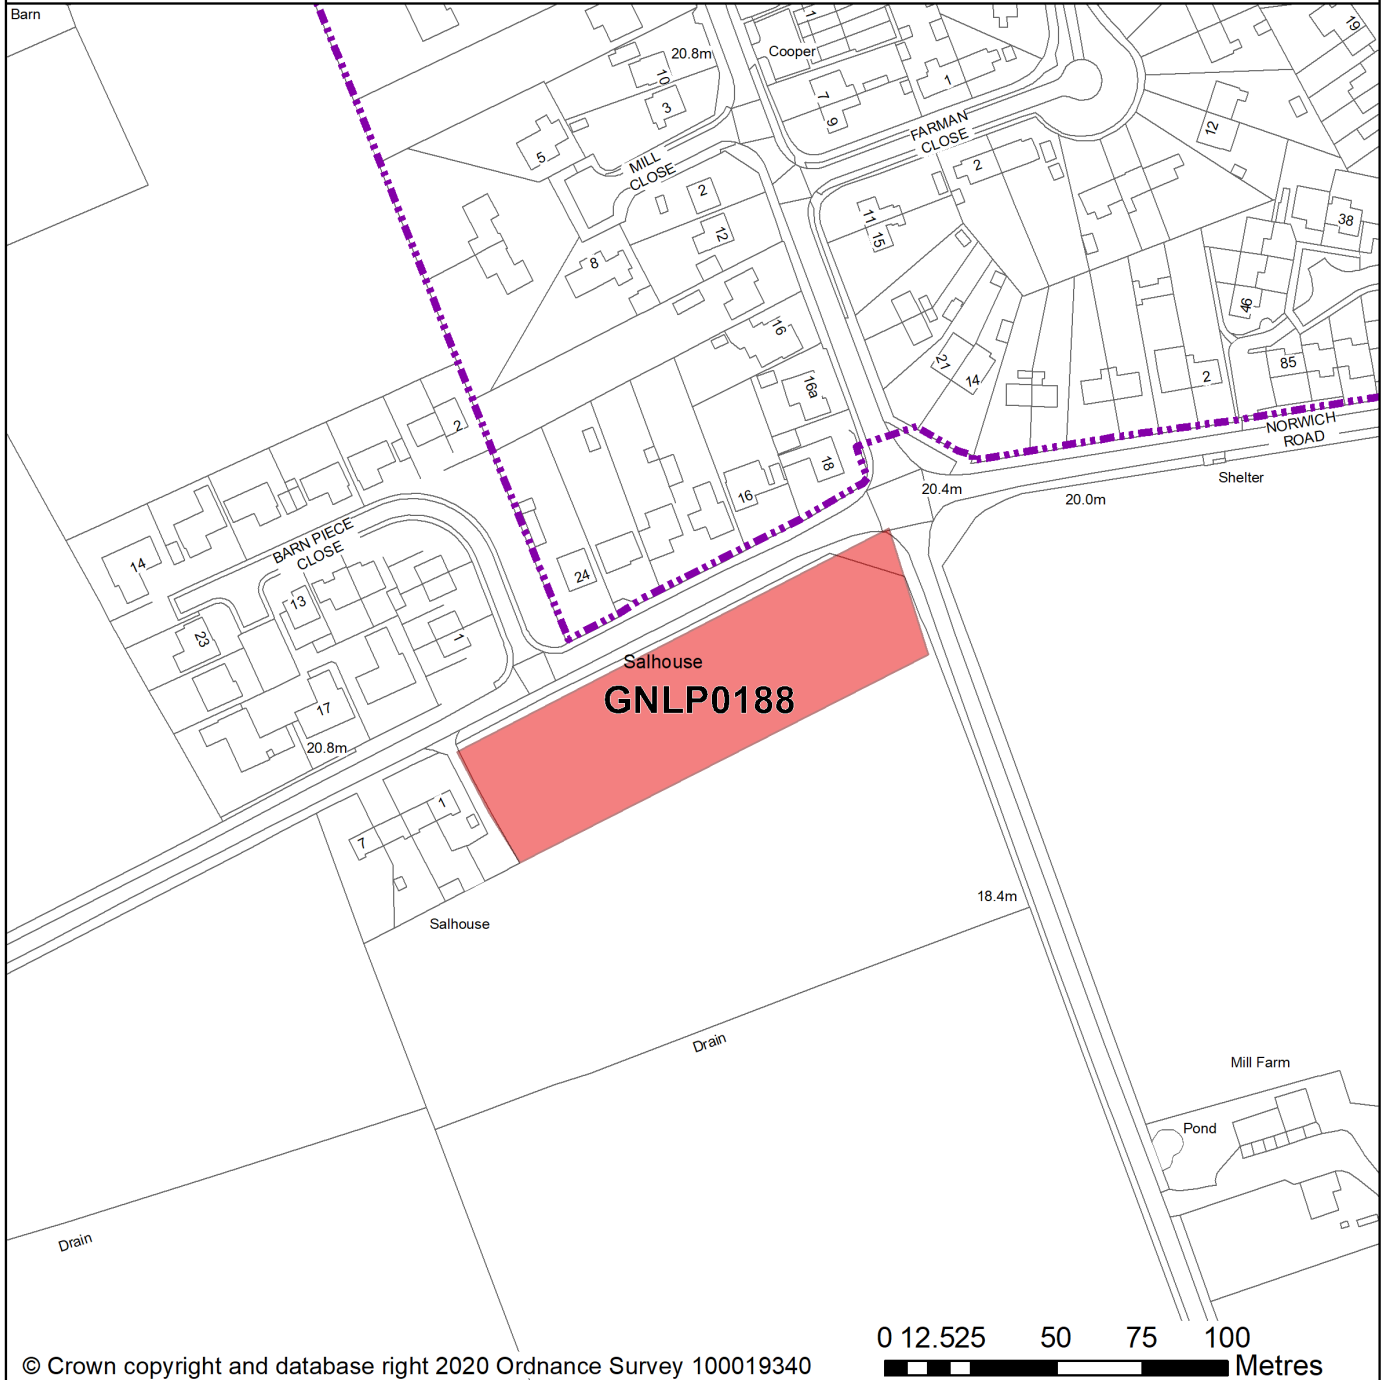 Barn
19
1
Cooper
20.8m
10
3
7
9
1
FARMAN
CLOSE
12
5
MILL
CLOSE
2
2
11
15
38
12
8
46
16
21
14
2
85
16a
2
NORWICH
ROAD
18
16
20.4m
20.0m
Shelter
BARN PIECE
CLOSE
14
24
13
23
1
Salhouse
GNLP0188
17
20.8m
1
7
18.4m
Salhouse
Drain
Mill Farm
Pond
Drain
0 12.525 50 75 100
Metres
© Crown copyright and database right 2020 Ordnance Survey 100019340